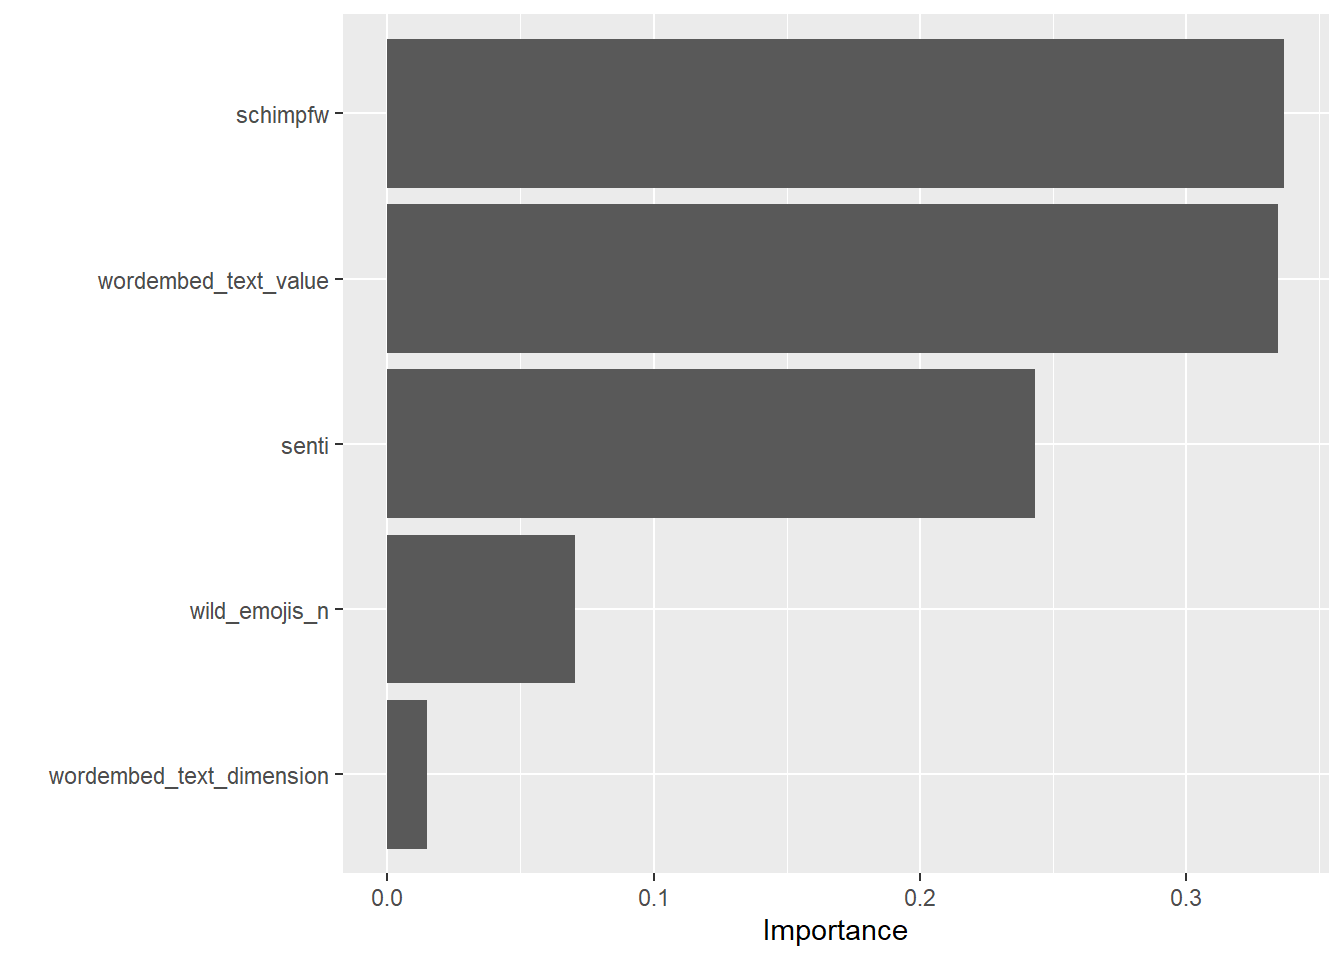 schimpfw
wordembed_text_value
senti
wild_emojis_n
wordembed_text_dimension
0.0 0.1 0.2 0.3
Importance